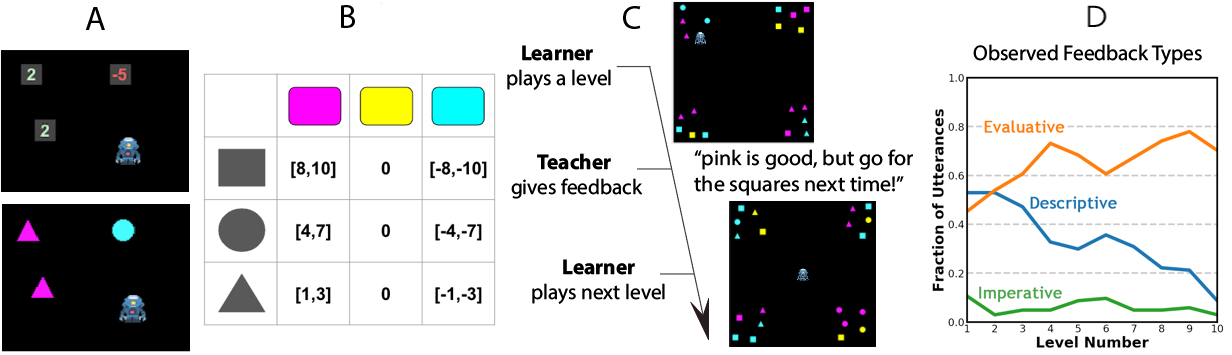 A
2
-5
2
B
[8,10] 0 [-8,-10]
[4,7] 0 [-4,-7]
[1,3] 0 [-1,-3]
C
Learner
plays a level
Teacher
gives feedback
“pink is good, but go for
the squares next time!”
Learner
plays next level
D
Observed Feedback Types
Fraction of Utterances
1.0
0.8
0.6
0.4
0.2
0.0
Evaluative
Descriptive
Imperative
1 2 3 4 5 6 7 8 9 10
Level Number